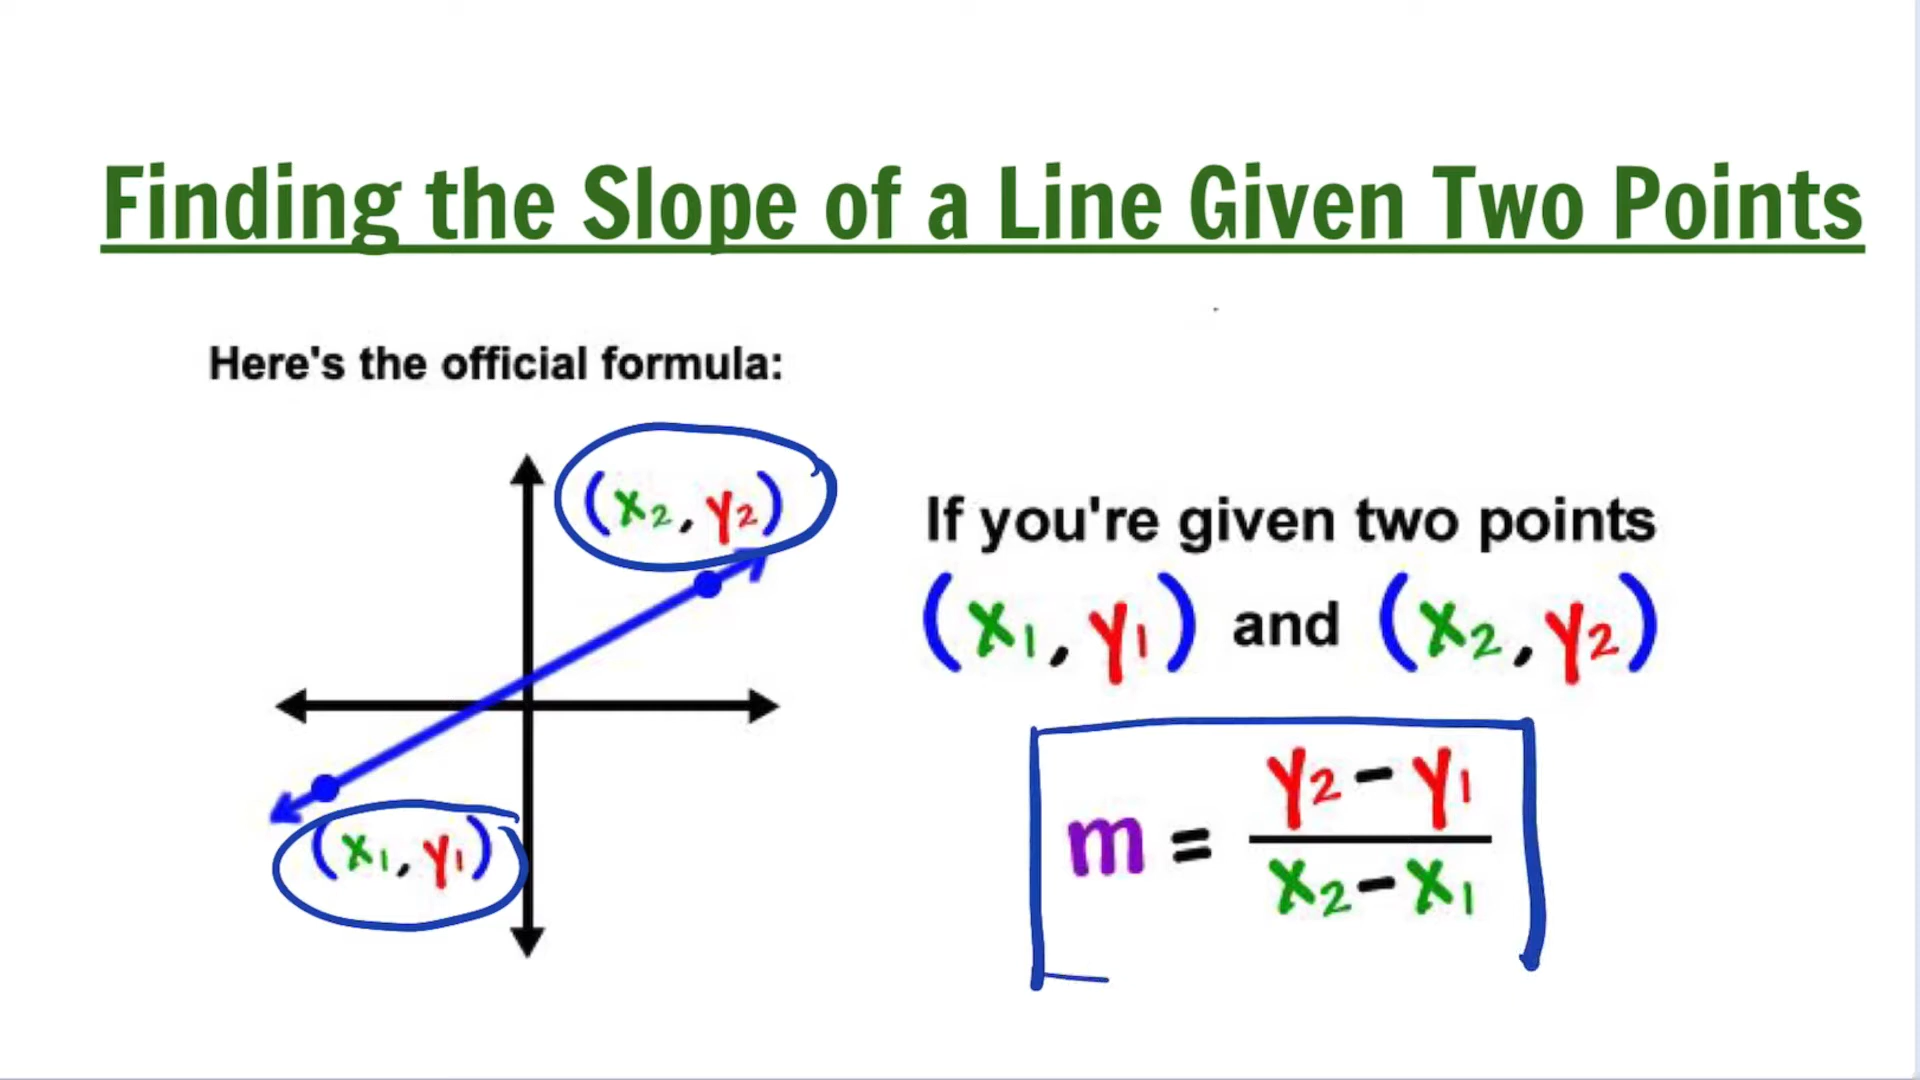 Finding the Slope of a Line Given Two Points
Here's the official formula:
(x₂, y₂)
(x₁, y₁)
If you're given two points
(x₁, y₁) and (x₂, y₂)
m = y₂ - y₁
x₂ - x₁